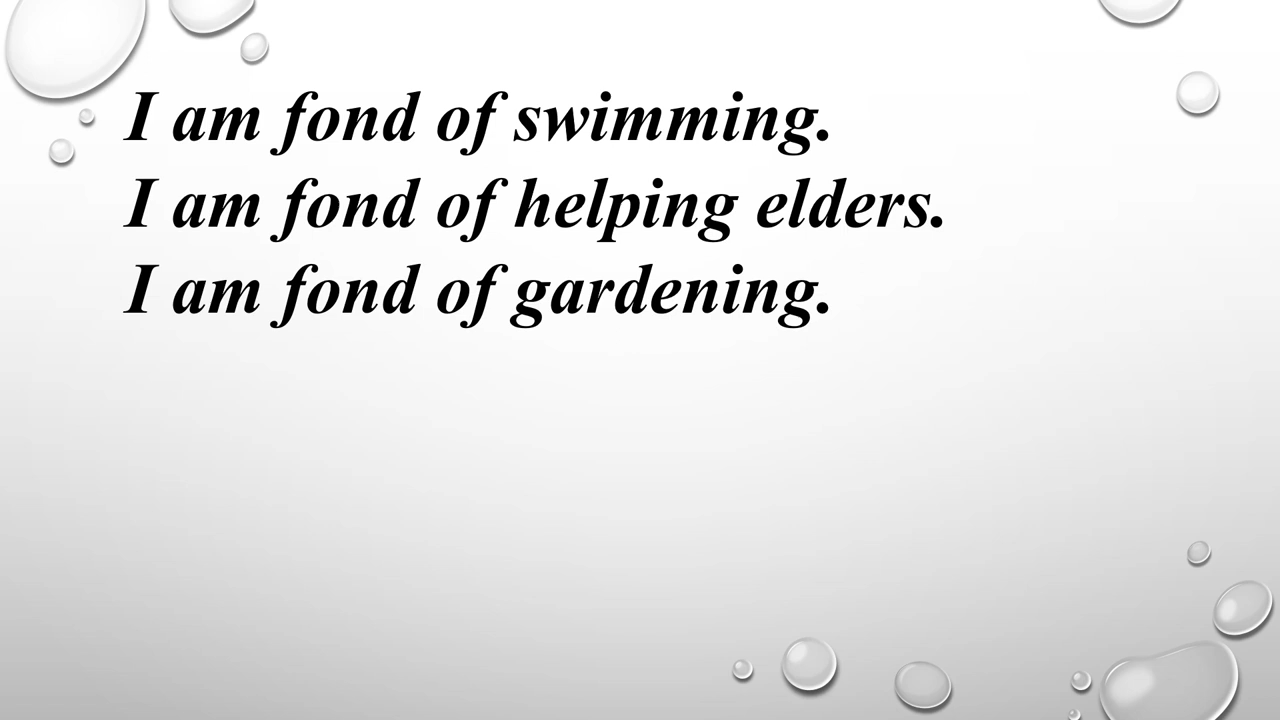 I am fond of swimming.
I am fond of helping elders.
I am fond of gardening.